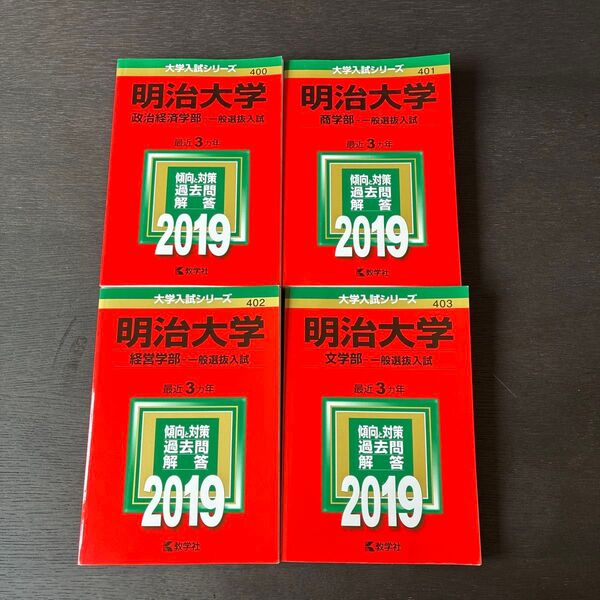 大学入試シリーズ
400
明治大学
政治経済学部-一般選抜入試
最近3ヵ年
傾向と対策
過去問
解答
2019
教学社
大学入試シリーズ
401
明治大学
商学部-一般選抜入試
最近3ヵ年
傾向と対策
過去問
解答
2019
教学社
大学入試シリーズ
402
明治大学
経営学部-一般選抜入試
最近3ヵ年
傾向と対策
過去問
解答
2019
教学社
大学入試シリーズ
403
明治大学
文学部-一般選抜入試
最近3ヵ年
傾向と対策
過去問
解答
2019
教学社